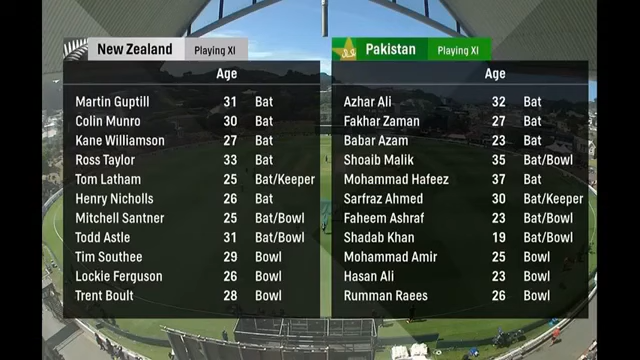 New Zealand Playing XI
Age
Martin Guptill 31 Bat
Colin Munro 30 Bat
Kane Williamson 27 Bat
Ross Taylor 33 Bat
Tom Latham 25 Bat/Keeper
Henry Nicholls 26 Bat
Mitchell Santner 25 Bat/Bowl
Todd Astle 31 Bat/Bowl
Tim Southee 29 Bowl
Lockie Ferguson 26 Bowl
Trent Boult 28 Bowl
Pakistan Playing XI
Age
Azhar Ali 32 Bat
Fakhar Zaman 27 Bat
Babar Azam 23 Bat
Shoaib Malik 35 Bat/Bowl
Mohammad Hafeez 37 Bat
Sarfraz Ahmed 30 Bat/Keeper
Faheem Ashraf 23 Bat/Bowl
Shadab Khan 19 Bat/Bowl
Mohammad Amir 25 Bowl
Hasan Ali 23 Bowl
Rumman Raees 26 Bowl